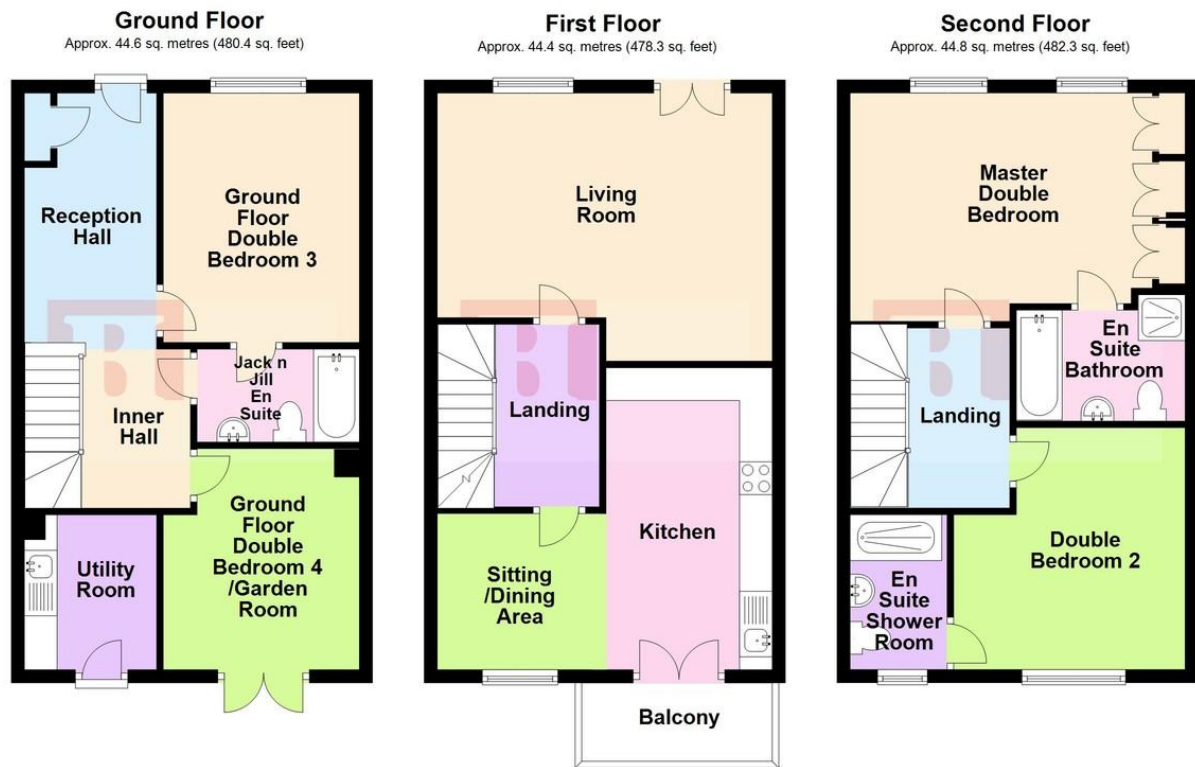 Ground Floor
Approx. 44.6 sq. metres (480.4 sq. feet)
Reception
Hall
Ground
Floor
Double
Bedroom 3
Jack n
Jill
En
Suite
Inner
Hall
Ground
Floor
Double
Bedroom 4
/Garden
Room
Utility
Room
First Floor
Approx. 44.4 sq. metres (478.3 sq. feet)
Living
Room
Landing
Kitchen
Sitting
/Dining
Area
Balcony
Second Floor
Approx. 44.8 sq. metres (482.3 sq. feet)
Master
Double
Bedroom
En
Suite
Bathroom
Landing
Double
Bedroom 2
En
Suite
Shower
Room